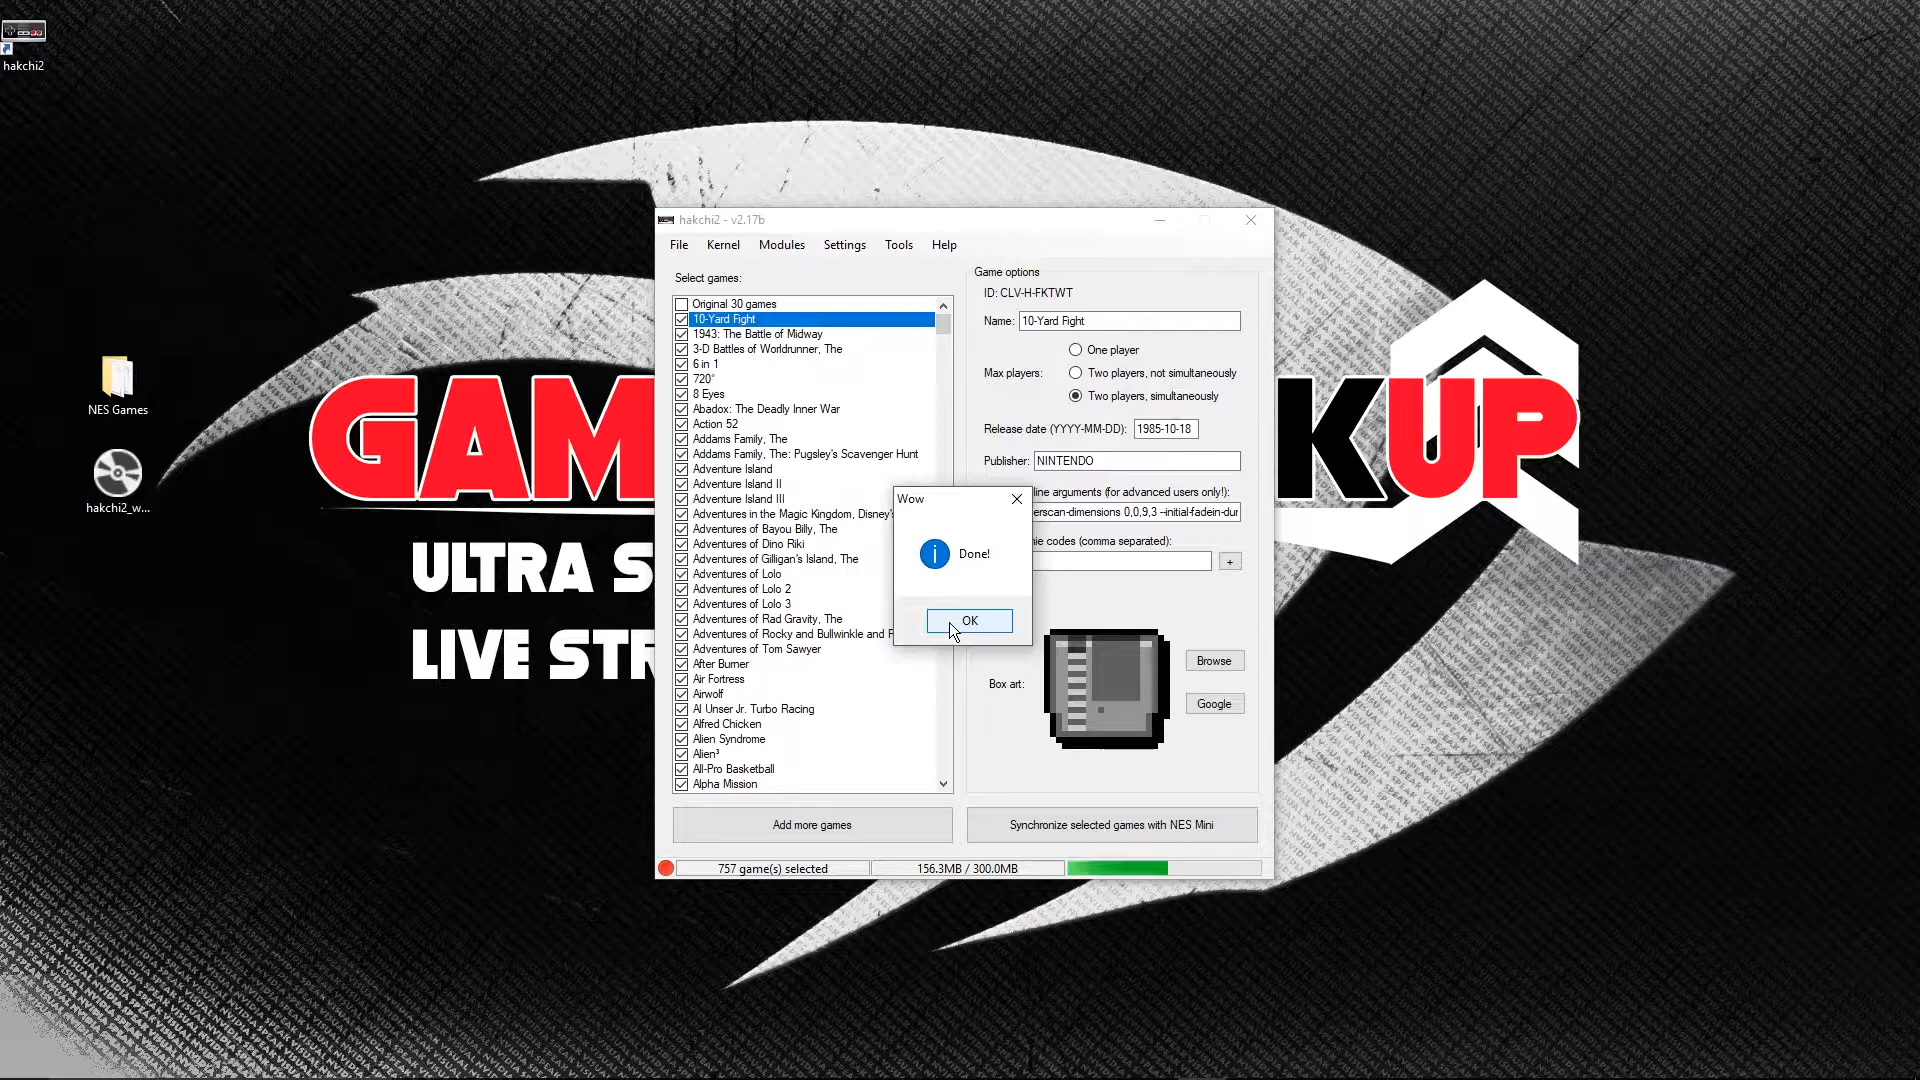 hakchi2
NES Games
hakchi2_w...
GAM
KUP
ULTRA S
LIVE STR
hakchi2 - v2.17b
File Kernel Modules Settings Tools Help
Select games:
Original 30 games
10-Yard Fight
1943: The Battle of Midway
3-D Battles of Worldrunner, The
6 in 1
720°
8 Eyes
Abadox: The Deadly Inner War
Action 52
Addams Family, The
Addams Family, The: Pugsley's Scavenger Hunt
Adventure Island
Adventure Island II
Adventure Island III
Adventures in the Magic Kingdom, Disney's
Adventures of Bayou Billy, The
Adventures of Dino Riki
Adventures of Gilligan's Island, The
Adventures of Lolo
Adventures of Lolo 2
Adventures of Lolo 3
Adventures of Rad Gravity, The
Adventures of Rocky and Bullwinkle and F
Adventures of Tom Sawyer
After Burner
Air Fortress
Airwolf
Al Unser Jr. Turbo Racing
Alfred Chicken
Alien Syndrome
Alien³
All-Pro Basketball
Alpha Mission
Add more games
Game options
ID: CLV-H-FKTWT
Name: 10-Yard Fight
Max players:
One player
Two players, not simultaneously
Two players, simultaneously
Release date (YYYY-MM-DD): 1985-10-18
Publisher: NINTENDO
line arguments (for advanced users only!):
erscan-dimensions 0,0,9,3 --initial-fadein-dur
nie codes (comma separated):
+
Box art:
Browse
Google
Synchronize selected games with NES Mini
757 game(s) selected
156.3MB / 300.0MB
Wow
Done!
OK